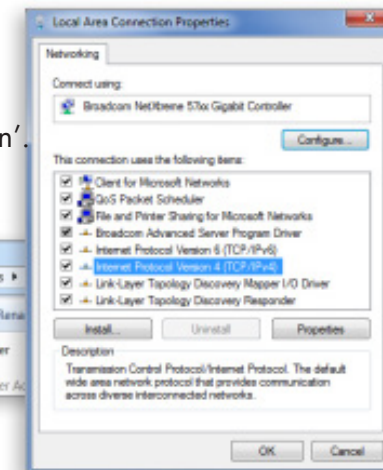 Local Area Connection Properties
Networking
Connect using:
Broadcom NetXtreme 57xx Gigabit Controller
n'.
Configure...
This connection uses the following items:
Client for Microsoft Networks
QoS Packet Scheduler
File and Printer Sharing for Microsoft Networks
Broadcom Advanced Server Program Driver
Internet Protocol Version 6 (TCP/IPv6)
Internet Protocol Version 4 (TCP/IPv4)
Link-Layer Topology Discovery Mapper I/O Driver
Link-Layer Topology Discovery Responder
Install...
Uninstall
Properties
Description
Transmission Control Protocol/Internet Protocol. The default
wide area network protocol that provides communication
across diverse interconnected networks.
OK
Cancel